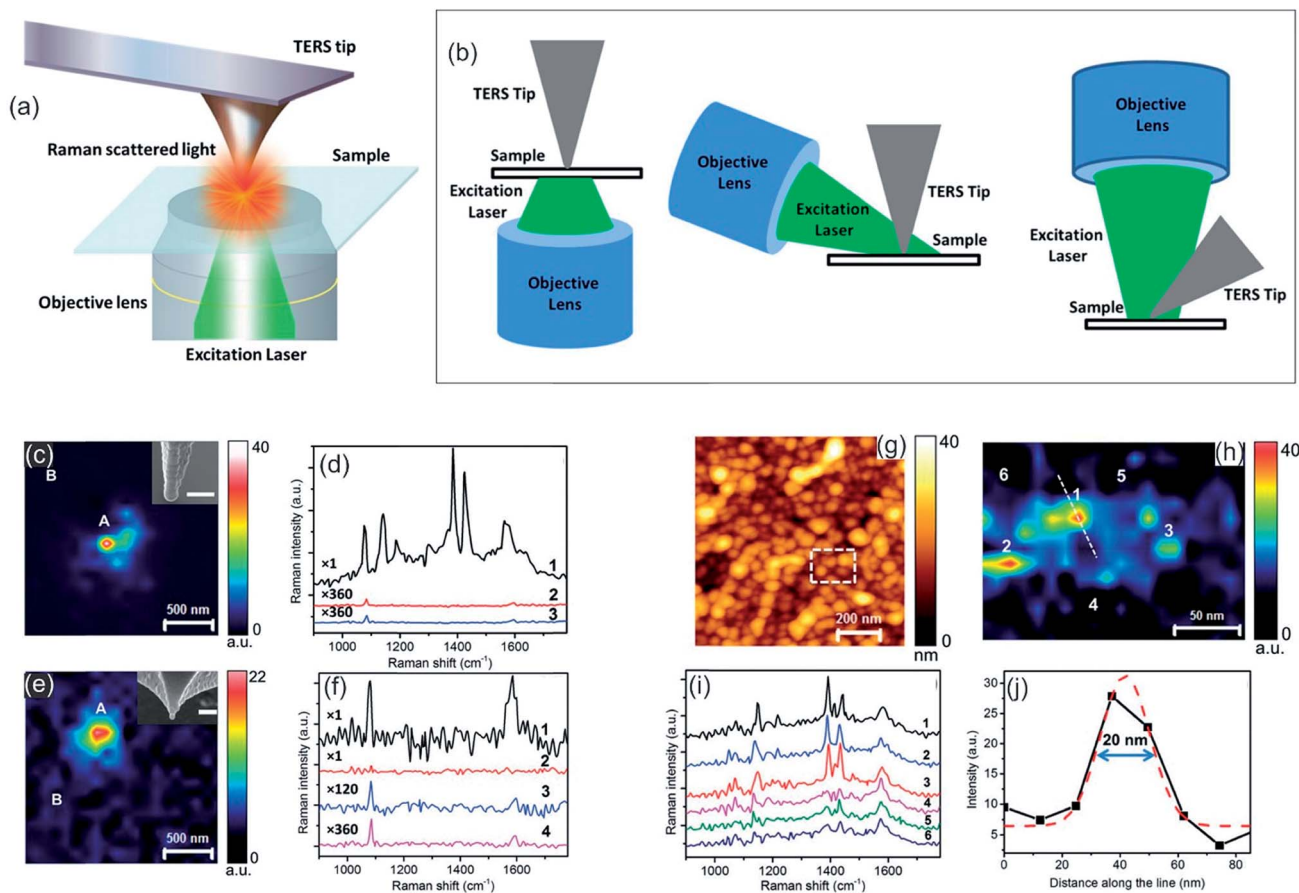 (a)
TERS tip
Raman scattered light
Sample
Objective lens
Excitation Laser
(b)
TERS Tip
Sample
Excitation
Laser
Objective
Lens
Objective
Lens
Excitation
Laser
TERS Tip
Sample
Objective
Lens
Excitation
Laser
Sample
TERS Tip
(c)
B
A
500 nm
40
0
a.u.
(d)
Raman intensity (a.u.)
×1
1
×360
2
×360
3
1000 1200 1400 1600
Raman shift (cm⁻¹)
(e)
A
B
500 nm
22
0
a.u.
(f)
Raman intensity (a.u.)
×1
1
×1
2
×120
3
×360
4
1000 1200 1400 1600
Raman shift (cm⁻¹)
(g)
200 nm
40
0
nm
(h)
6
5
1
2
3
4
50 nm
40
0
a.u.
(i)
Raman intensity (a.u.)
1
2
3
4
5
6
1000 1200 1400 1600
Raman shift (cm⁻¹)
(j)
Intensity (a.u.)
30
25
20
15
10
5
20 nm
0 20 40 60 80
Distance along the line (nm)